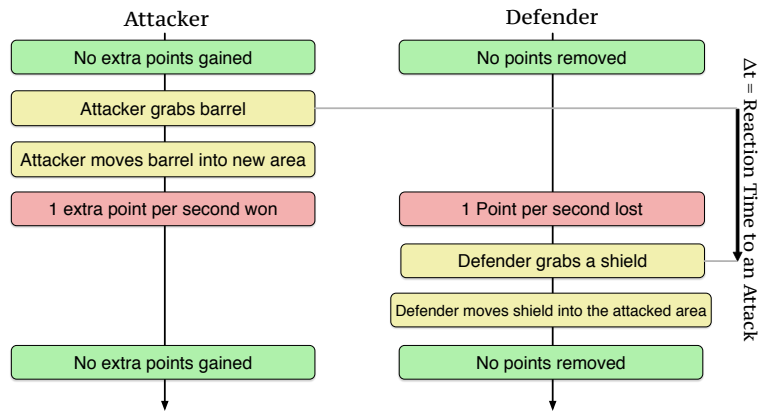 Attacker
Defender
No extra points gained
No points removed
Attacker grabs barrel
Attacker moves barrel into new area
1 extra point per second won
1 Point per second lost
Defender grabs a shield
Defender moves shield into the attacked area
No extra points gained
No points removed
Δt = Reaction Time to an Attack